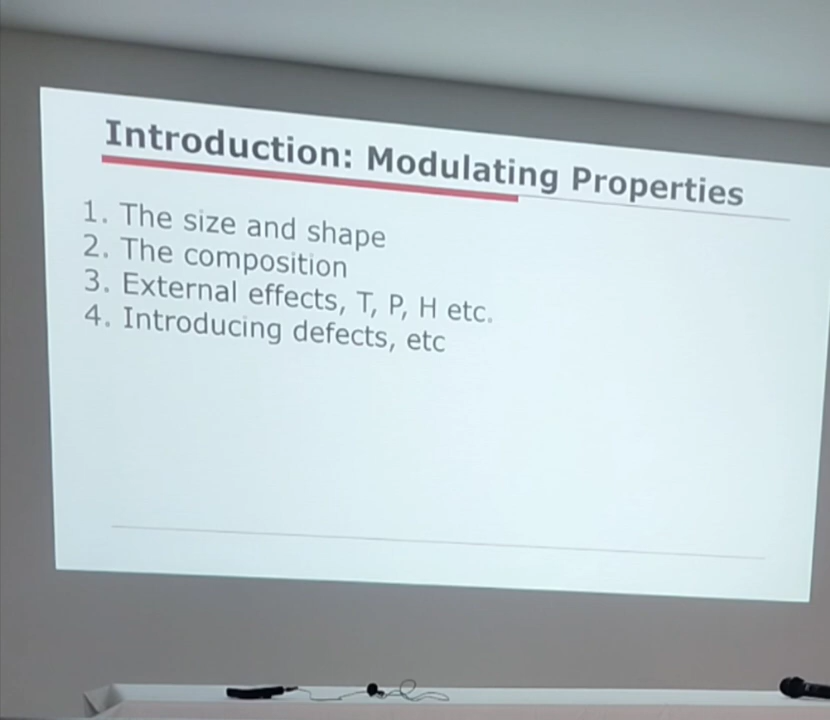 Introduction: Modulating Properties
1. The size and shape
2. The composition
3. External effects, T, P, H etc.
4. Introducing defects, etc